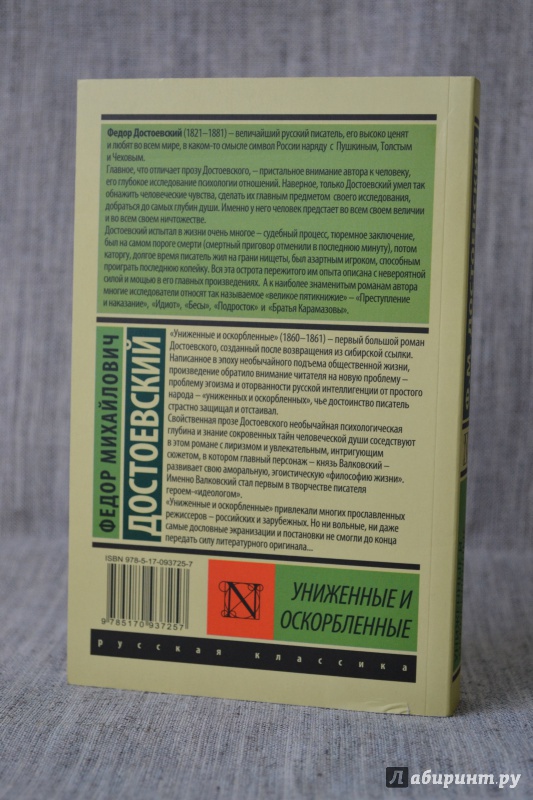 Федор Достоевский (1821–1881) – величайший русский писатель, его высоко ценят
и любят во всем мире, в каком-то смысле символ России наряду с Пушкиным, Толстым
и Чеховым.
Главное, что отличает прозу Достоевского, – пристальное внимание автора к человеку,
его глубокое исследование психологии отношений. Наверное, только Достоевский умел так
обнажить человеческие чувства, сделать их главным предметом своего исследования,
добраться до самых глубин души. Именно у него человек предстает во всем своем величии
и во всем своем ничтожестве.
Достоевский испытал в жизни очень многое – судебный процесс, тюремное заключение,
был на самом пороге смерти (смертный приговор отменили в последнюю минуту), потом
каторгу, долгое время писатель жил на грани нищеты, был азартным игроком, способным
проиграть последнюю копейку. Вся эта острота пережитого им опыта описана с невероятной
силой и мощью в его главных произведениях. А к наиболее знаменитым романам автора
многие исследователи относят так называемое «великое пятикнижие» – «Преступление
и наказание», «Идиот», «Бесы», «Подросток» и «Братья Карамазовы».
ФЕДОР МИХАЙЛОВИЧ
ДОСТОЕВСКИЙ
«Униженные и оскорбленные» (1860–1861) – первый большой роман
Достоевского, созданный после возвращения из сибирской ссылки.
Написанное в эпоху необычайного подъема общественной жизни,
произведение обратило внимание читателя на новую проблему –
проблему эгоизма и оторванности русской интеллигенции от простого
народа – «униженных и оскорбленных», чье достоинство писатель
страстно защищал и отстаивал.
Свойственная прозе Достоевского необычайная психологическая
глубина и знание сокровенных тайн человеческой души соседствуют
в этом романе с лиризмом и увлекательным, интригующим
сюжетом, в котором главный персонаж – князь Валковский –
развивает свою аморальную, эгоистическую «философию жизни».
Именно Валковский стал первым в творчестве писателя
героем-«идеологом».
«Униженные и оскорбленные» привлекали многих прославленных
режиссеров – российских и зарубежных. Но ни вольные, ни даже
самые дословные экранизации и постановки не смогли до конца
передать силу литературного оригинала...
ISBN 978-5-17-093725-7
9 785170 937257
N
УНИЖЕННЫЕ И
ОСКОРБЛЕННЫЕ
русская классика
Лабиринт.ру